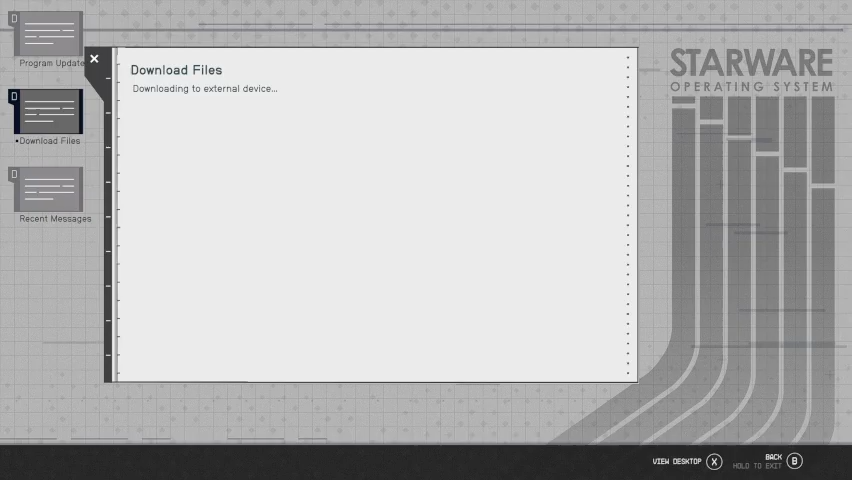 Program Update
Download Files
Recent Messages
Download Files
Downloading to external device...
STARWARE
OPERATING SYSTEM
VIEW DESKTOP X
BACK B
HOLD TO EXIT